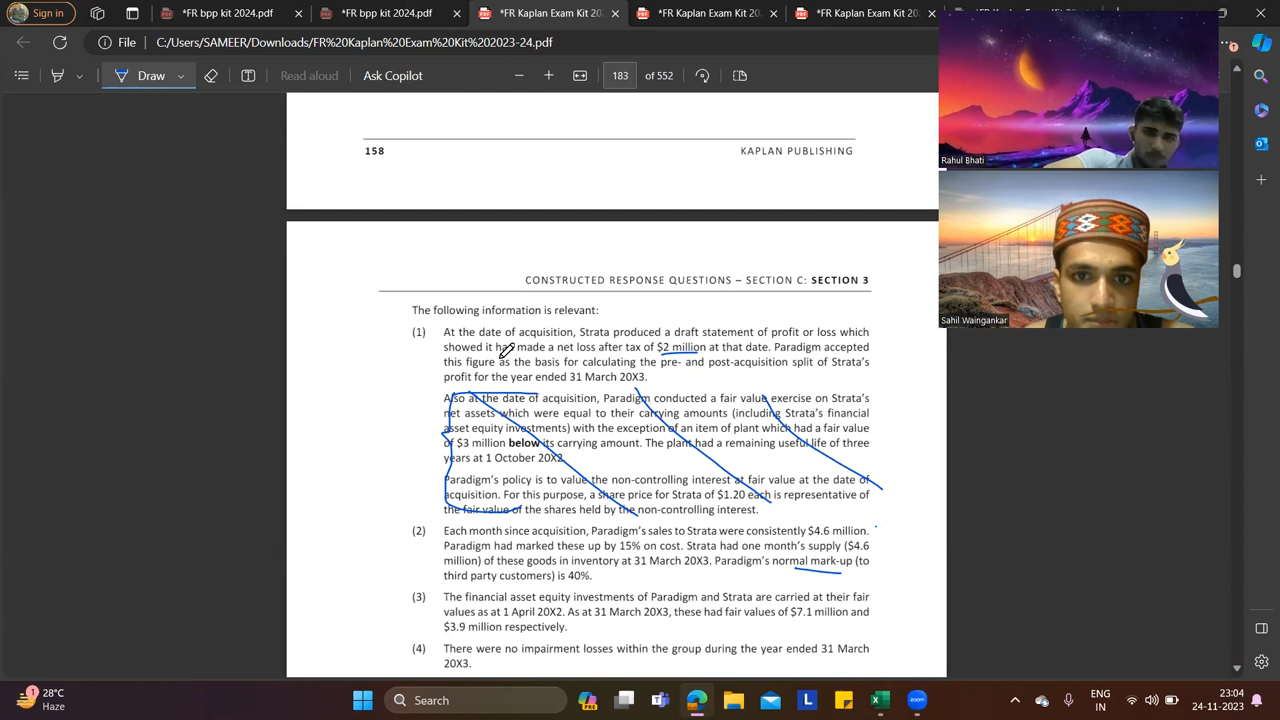 Sign in
*FR bpp kit 2024.pdf
*FR bpp kit 2024.pdf
*FR Kaplan Exam Kit 20
*FR Kaplan Exam Kit 20
*FR Kaplan Exam Kit 20
File
C:/Users/SAMEER/Downloads/FR%20Kaplan%20Exam%20Kit%202023-24.pdf
Draw
Read aloud
Ask Copilot
183 of 552
158 KAPLAN PUBLISHING
CONSTRUCTED RESPONSE QUESTIONS – SECTION C: SECTION 3
The following information is relevant:
(1) At the date of acquisition, Strata produced a draft statement of profit or loss which
showed it had made a net loss after tax of $2 million at that date. Paradigm accepted
this figure as the basis for calculating the pre- and post-acquisition split of Strata's
profit for the year ended 31 March 20X3.
Also at the date of acquisition, Paradigm conducted a fair value exercise on Strata's
net assets which were equal to their carrying amounts (including Strata's financial
asset equity investments) with the exception of an item of plant which had a fair value
of $3 million below its carrying amount. The plant had a remaining useful life of three
years at 1 October 20X2.
Paradigm's policy is to value the non-controlling interest at fair value at the date of
acquisition. For this purpose, a share price for Strata of $1.20 each is representative of
the fair value of the shares held by the non-controlling interest.
(2) Each month since acquisition, Paradigm's sales to Strata were consistently $4.6 million.
Paradigm had marked these up by 15% on cost. Strata had one month's supply ($4.6
million) of these goods in inventory at 31 March 20X3. Paradigm's normal mark-up (to
third party customers) is 40%.
(3) The financial asset equity investments of Paradigm and Strata are carried at their fair
values as at 1 April 20X2. As at 31 March 20X3, these had fair values of $7.1 million and
$3.9 million respectively.
(4) There were no impairment losses within the group during the year ended 31 March
20X3.
Rahul Bhati
Sahil Waingankar
28°C
Haze
Search
ENG
IN
23:04
24-11-2023